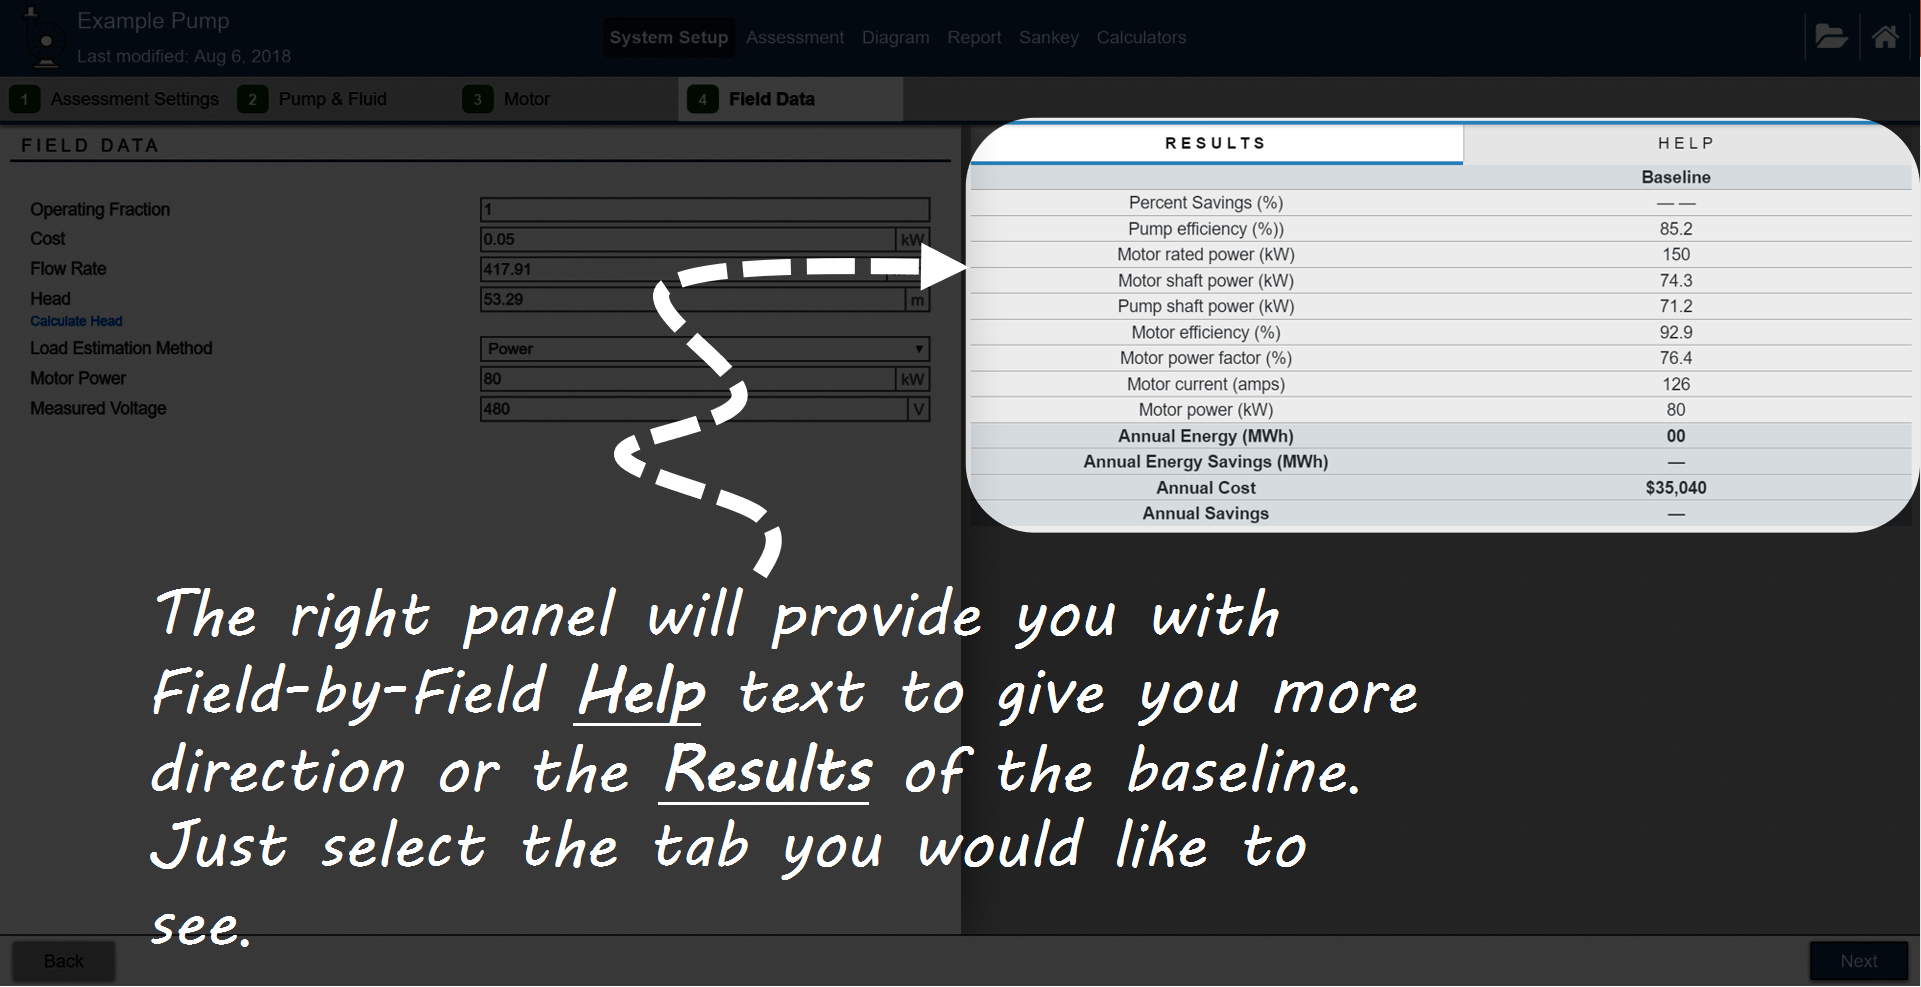 Example Pump
Last modified: Aug 6, 2018
System Setup Assessment Diagram Report Sankey Calculators
1 Assessment Settings 2 Pump & Fluid 3 Motor 4 Field Data
FIELD DATA
Operating Fraction 1
Cost 0.05 kW
Flow Rate 417.91
Head 53.29 m
Calculate Head
Load Estimation Method Power
Motor Power 80 kW
Measured Voltage 480 V
RESULTS HELP
Baseline
Percent Savings (%) — —
Pump efficiency (%)) 85.2
Motor rated power (kW) 150
Motor shaft power (kW) 74.3
Pump shaft power (kW) 71.2
Motor efficiency (%) 92.9
Motor power factor (%) 76.4
Motor current (amps) 126
Motor power (kW) 80
Annual Energy (MWh) 00
Annual Energy Savings (MWh) —
Annual Cost $35,040
Annual Savings —
The right panel will provide you with
Field-by-Field Help text to give you more
direction or the Results of the baseline.
Just select the tab you would like to
see.
Back Next